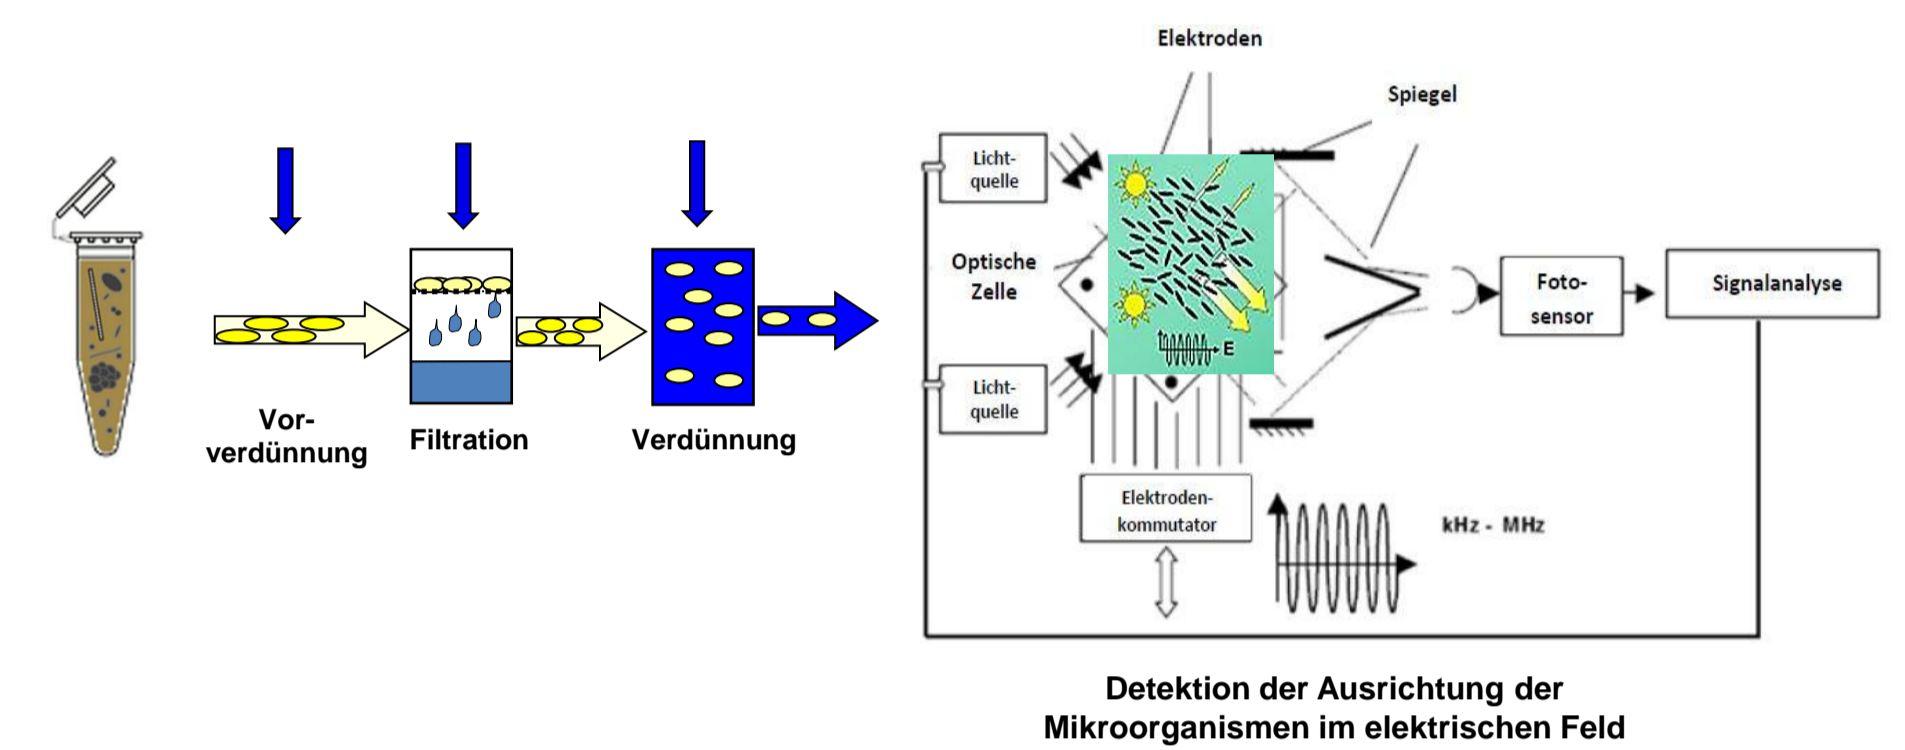 Vor-
verdünnung
Filtration
Verdünnung
Elektroden
Spiegel
Licht-
quelle
Optische
Zelle
E
Licht-
quelle
Foto-
sensor
Signalanalyse
Elektroden-
kommutator
kHz - MHz
Detektion der Ausrichtung der
Mikroorganismen im elektrischen Feld